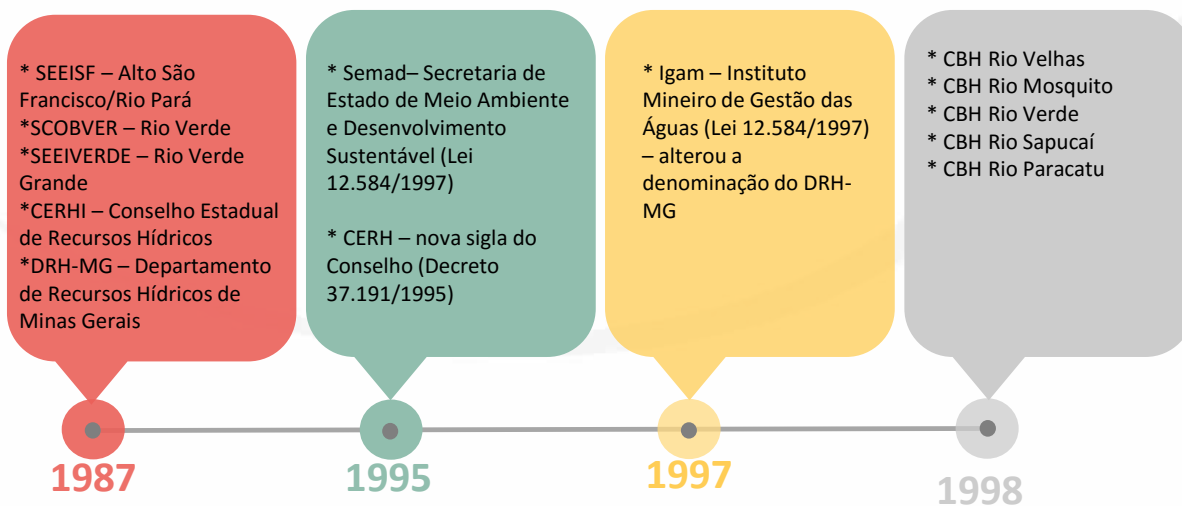 * SEEISF – Alto São
Francisco/Rio Pará
*SCOBVER – Rio Verde
*SEEIVERDE – Rio Verde
Grande
*CERHI – Conselho Estadual
de Recursos Hídricos
*DRH-MG – Departamento
de Recursos Hídricos de
Minas Gerais
1987
* Semad– Secretaria de
Estado de Meio Ambiente
e Desenvolvimento
Sustentável (Lei
12.584/1997)
* CERH – nova sigla do
Conselho (Decreto
37.191/1995)
1995
* Igam – Instituto
Mineiro de Gestão das
Águas (Lei 12.584/1997)
– alterou a
denominação do DRH-
MG
1997
* CBH Rio Velhas
* CBH Rio Mosquito
* CBH Rio Verde
* CBH Rio Sapucaí
* CBH Rio Paracatu
1998